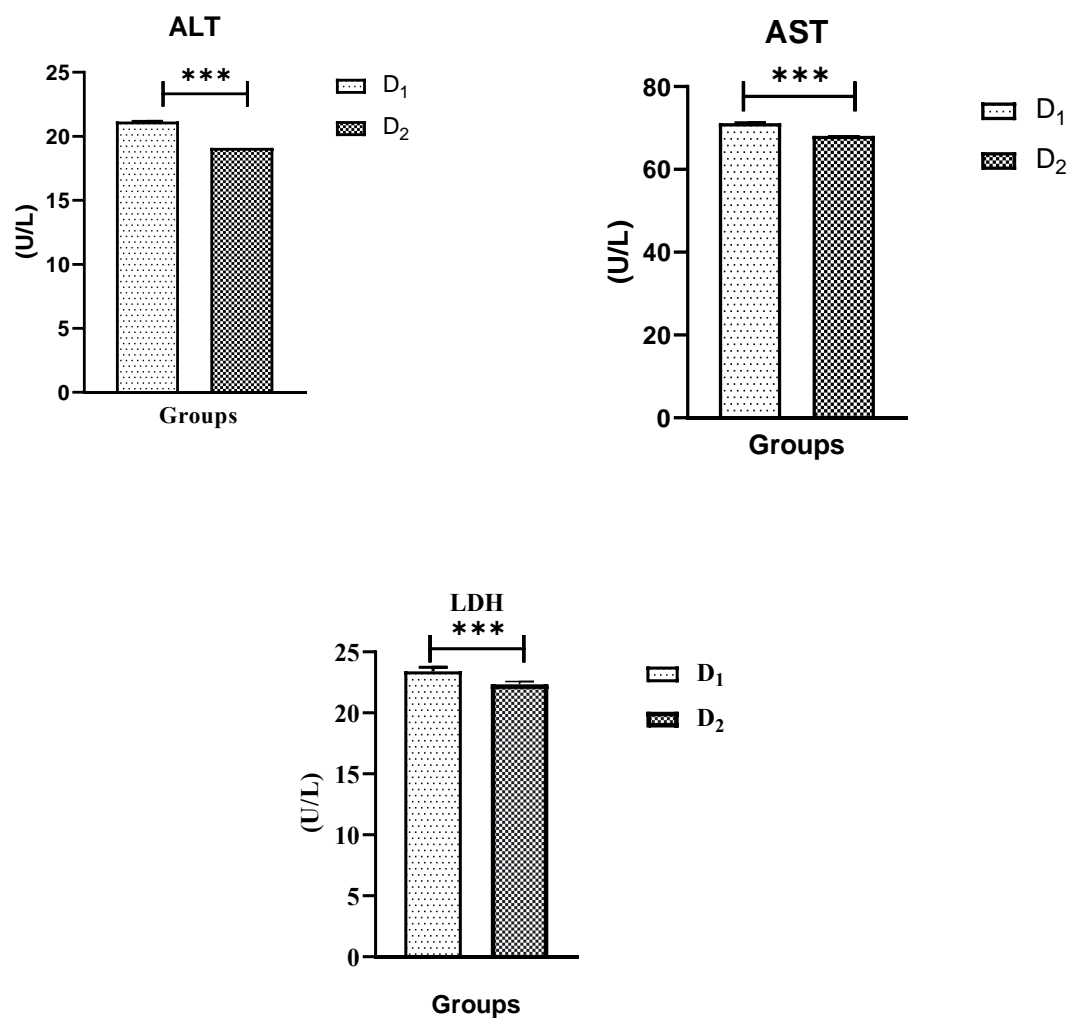 ALT
***
25
20
15
10
5
0
(U/L)
Groups
D₁
D₂
AST
***
80
60
40
20
0
(U/L)
Groups
D₁
D₂
LDH
***
25
20
15
10
5
0
(U/L)
Groups
D₁
D₂